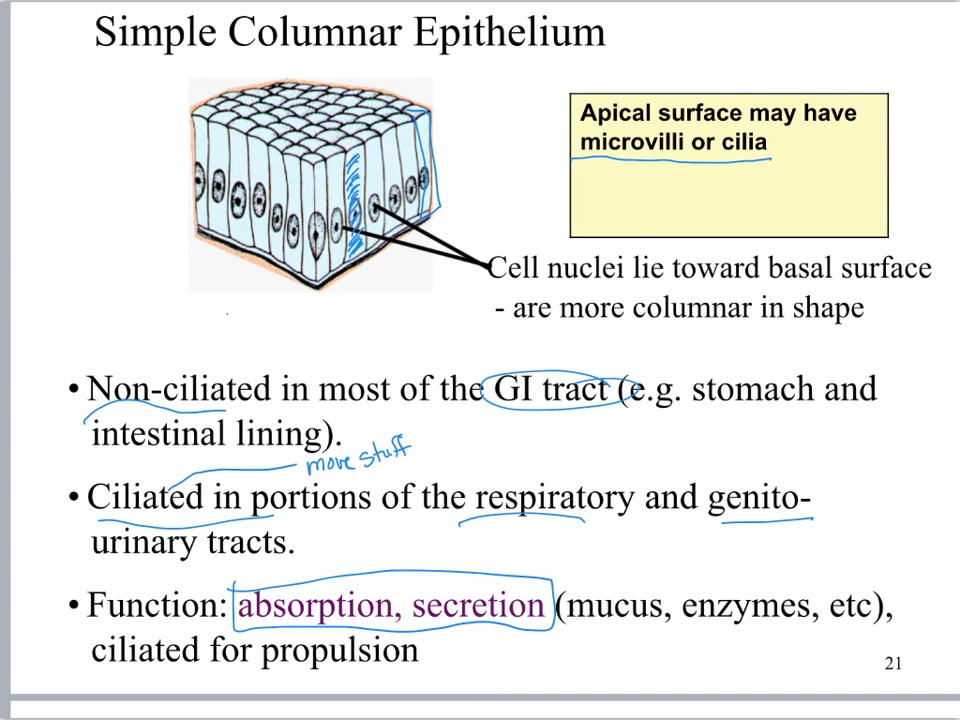 Simple Columnar Epithelium
Apical surface may have
microvilli or cilia
Cell nuclei lie toward basal surface
- are more columnar in shape
• Non-ciliated in most of the GI tract (e.g. stomach and
intestinal lining).
move stuff
• Ciliated in portions of the respiratory and genito-
urinary tracts.
• Function: absorption, secretion (mucus, enzymes, etc),
ciliated for propulsion
21